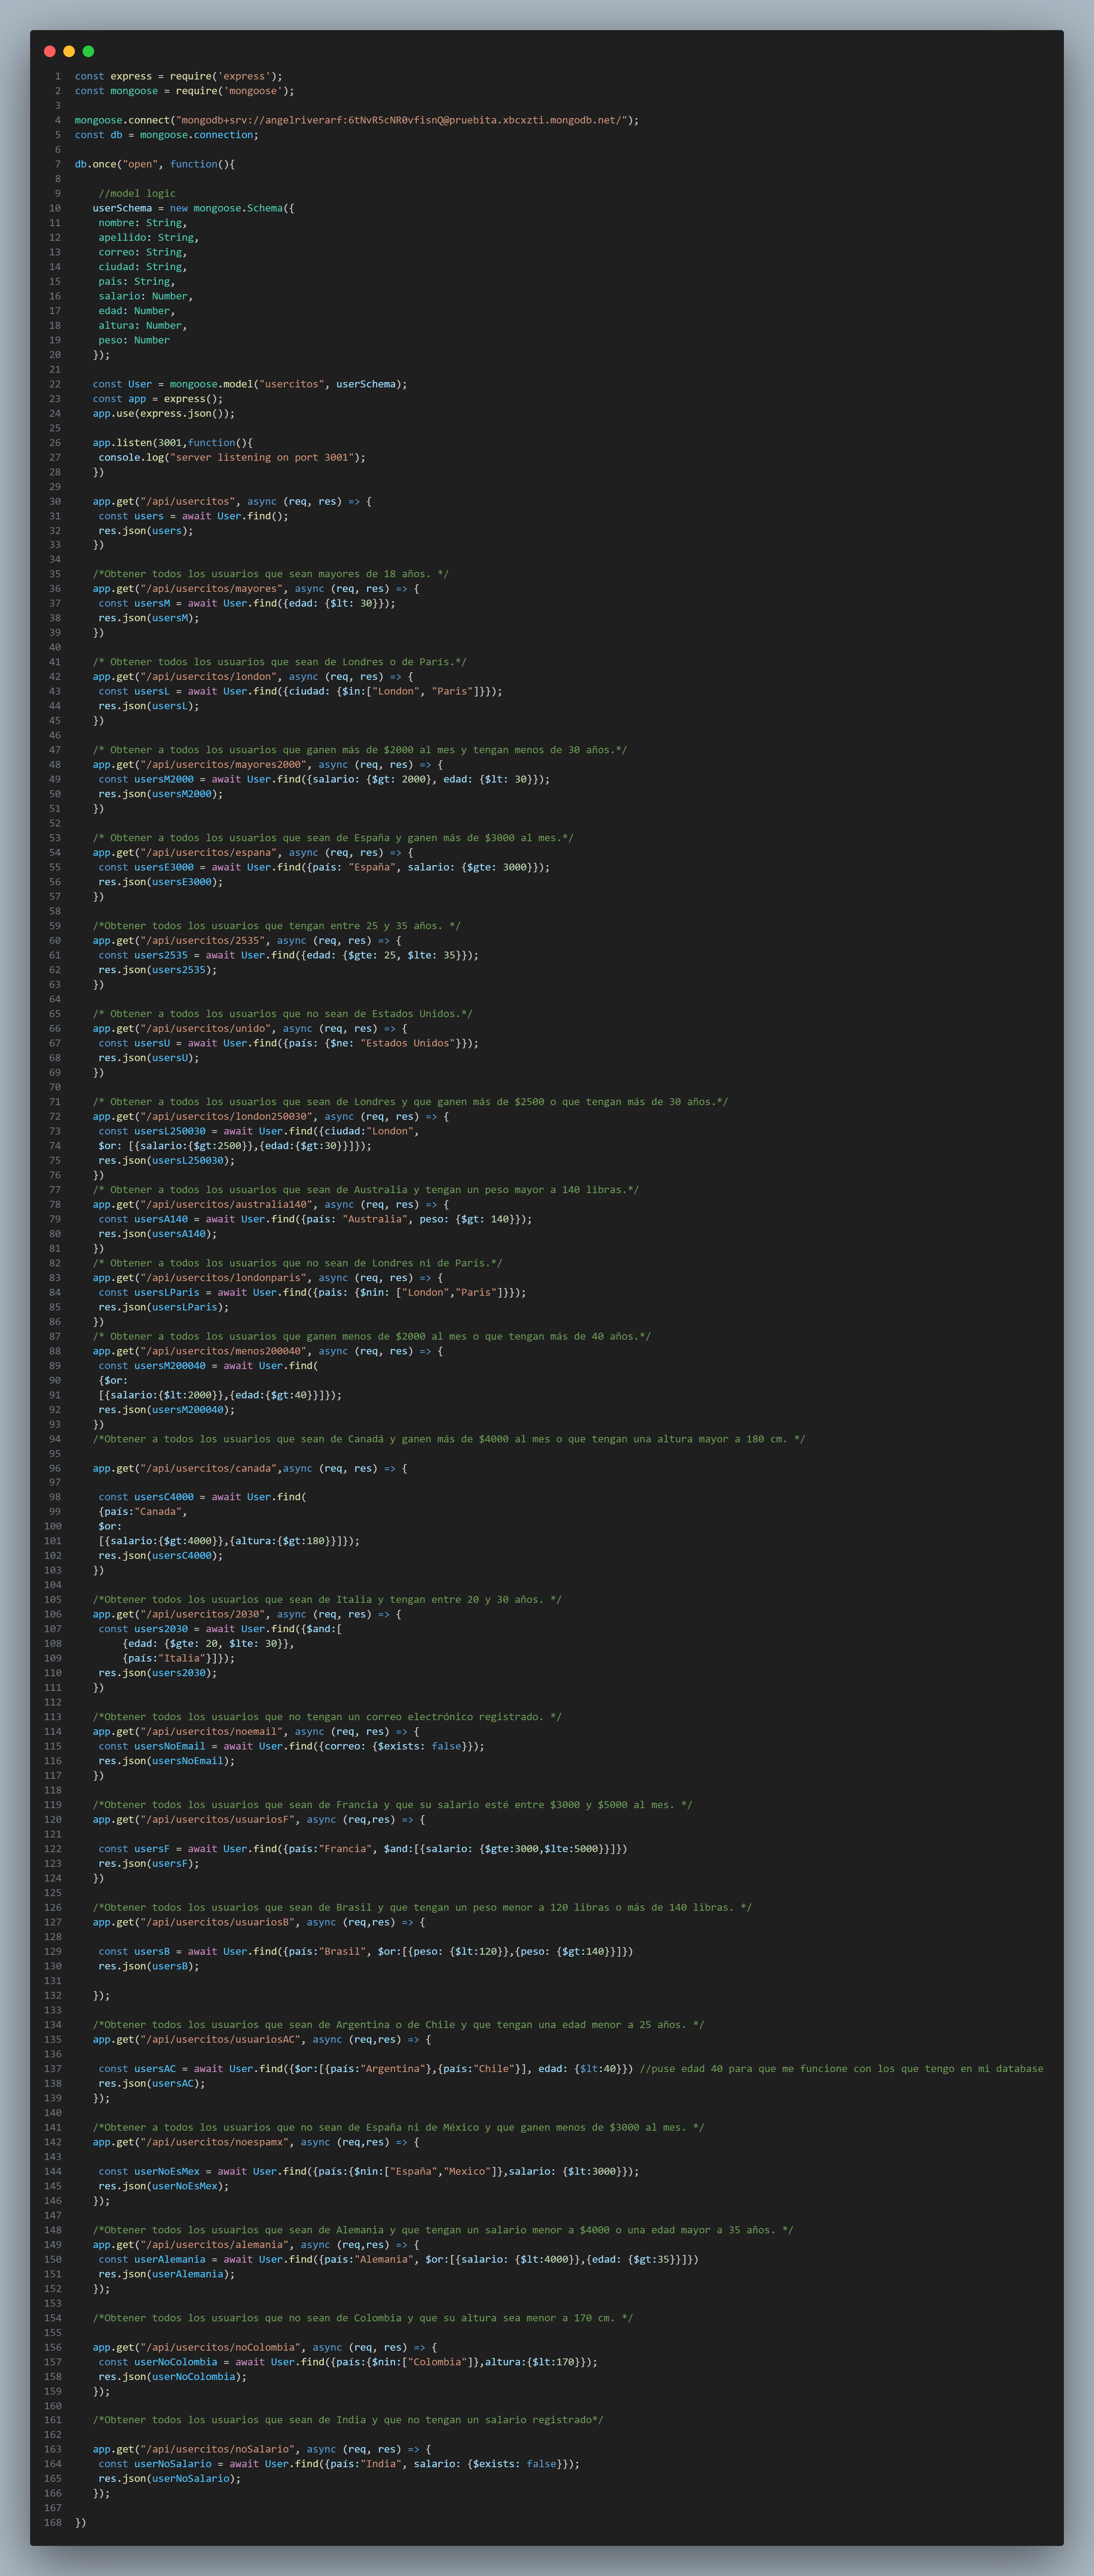 1 const express = require('express');
2 const mongoose = require('mongoose');
3
4 mongoose.connect("mongodb+srv://angelriverarf:6tNvR5cNR0vfisnQ@pruebita.xbcxzti.mongodb.net/");
5 const db = mongoose.connection;
6
7 db.once("open", function(){
8
9 //model logic
10 userSchema = new mongoose.Schema({
11 nombre: String,
12 apellido: String,
13 correo: String,
14 ciudad: String,
15 pais: String,
16 salario: Number,
17 edad: Number,
18 altura: Number,
19 peso: Number
20 });
21
22 const User = mongoose.model("usercitos", userSchema);
23 const app = express();
24 app.use(express.json());
25
26 app.listen(3001,function(){
27 console.log("server listening on port 3001");
28 })
29
30 app.get("/api/usercitos", async (req, res) => {
31 const users = await User.find();
32 res.json(users);
33 })
34
35 /*Obtener todos los usuarios que sean mayores de 18 años. */
36 app.get("/api/usercitos/mayores", async (req, res) => {
37 const usersM = await User.find({edad: {$lt: 30}});
38 res.json(usersM);
39 })
40
41 /* Obtener todos los usuarios que sean de Londres o de París.*/
42 app.get("/api/usercitos/london", async (req, res) => {
43 const usersL = await User.find({ciudad: {$in:["London", "Paris"]}});
44 res.json(usersL);
45 })
46
47 /* Obtener a todos los usuarios que ganen más de $2000 al mes y tengan menos de 30 años.*/
48 app.get("/api/usercitos/mayores2000", async (req, res) => {
49 const usersM2000 = await User.find({salario: {$gt: 2000}, edad: {$lt: 30}});
50 res.json(usersM2000);
51 })
52
53 /* Obtener a todos los usuarios que sean de España y ganen más de $3000 al mes.*/
54 app.get("/api/usercitos/espana", async (req, res) => {
55 const usersE3000 = await User.find({país: "España", salario: {$gte: 3000}});
56 res.json(usersE3000);
57 })
58
59 /*Obtener todos los usuarios que tengan entre 25 y 35 años. */
60 app.get("/api/usercitos/2535", async (req, res) => {
61 const users2535 = await User.find({edad: {$gte: 25, $lte: 35}});
62 res.json(users2535);
63 })
64
65 /* Obtener a todos los usuarios que no sean de Estados Unidos.*/
66 app.get("/api/usercitos/unido", async (req, res) => {
67 const usersU = await User.find({país: {$ne: "Estados Unidos"}});
68 res.json(usersU);
69 })
70
71 /* Obtener a todos los usuarios que sean de Londres y que ganen más de $2500 o que tengan más de 30 años.*/
72 app.get("/api/usercitos/london250030", async (req, res) => {
73 const usersL250030 = await User.find({ciudad:"London",
74 $or: [{salario:{$gt:2500}},{edad:{$gt:30}}]});
75 res.json(usersL250030);
76 })
77 /* Obtener a todos los usuarios que sean de Australia y tengan un peso mayor a 140 libras.*/
78 app.get("/api/usercitos/australia140", async (req, res) => {
79 const usersA140 = await User.find({país: "Australia", peso: {$gt: 140}});
80 res.json(usersA140);
81 })
82 /* Obtener a todos los usuarios que no sean de Londres ni de París.*/
83 app.get("/api/usercitos/londonparis", async (req, res) => {
84 const usersLParis = await User.find({pais: {$nin: ["London","Paris"]}});
85 res.json(usersLParis);
86 })
87 /* Obtener a todos los usuarios que ganen menos de $2000 al mes o que tengan más de 40 años.*/
88 app.get("/api/usercitos/menos200040", async (req, res) => {
89 const usersM200040 = await User.find(
90 {$or:
91 [{salario:{$lt:2000}},{edad:{$gt:40}}]});
92 res.json(usersM200040);
93 })
94 /*Obtener a todos los usuarios que sean de Canadá y ganen más de $4000 al mes o que tengan una altura mayor a 180 cm. */
95
96 app.get("/api/usercitos/canada",async (req, res) => {
97
98 const usersC4000 = await User.find(
99 {país:"Canada",
100 $or:
101 [{salario:{$gt:4000}},{altura:{$gt:180}}]});
102 res.json(usersC4000);
103 })
104
105 /*Obtener todos los usuarios que sean de Italia y tengan entre 20 y 30 años. */
106 app.get("/api/usercitos/2030", async (req, res) => {
107 const users2030 = await User.find({$and:[
108 {edad: {$gte: 20, $lte: 30}},
109 {país:"Italia"}]});
110 res.json(users2030);
111 })
112
113 /*Obtener todos los usuarios que no tengan un correo electrónico registrado. */
114 app.get("/api/usercitos/noemail", async (req, res) => {
115 const usersNoEmail = await User.find({correo: {$exists: false}});
116 res.json(usersNoEmail);
117 })
118
119 /*Obtener todos los usuarios que sean de Francia y que su salario esté entre $3000 y $5000 al mes. */
120 app.get("/api/usercitos/usuariosF", async (req,res) => {
121
122 const usersF = await User.find({país:"Francia", $and:[{salario: {$gte:3000,$lte:5000}}]})
123 res.json(usersF);
124 })
125
126 /*Obtener todos los usuarios que sean de Brasil y que tengan un peso menor a 120 libras o más de 140 libras. */
127 app.get("/api/usercitos/usuariosB", async (req,res) => {
128
129 const usersB = await User.find({país:"Brasil", $or:[{peso: {$lt:120}},{peso: {$gt:140}}]})
130 res.json(usersB);
131
132 });
133
134 /*Obtener todos los usuarios que sean de Argentina o de Chile y que tengan una edad menor a 25 años. */
135 app.get("/api/usercitos/usuariosAC", async (req,res) => {
136
137 const usersAC = await User.find({$or:[{país:"Argentina"},{país:"Chile"}], edad: {$lt:40}}) //puse edad 40 para que me funcione con los que tengo en mi database
138 res.json(usersAC);
139 });
140
141 /*Obtener a todos los usuarios que no sean de España ni de México y que ganen menos de $3000 al mes. */
142 app.get("/api/usercitos/noespamx", async (req,res) => {
143
144 const userNoEsMex = await User.find({país:{$nin:["España","Mexico"]},salario: {$lt:3000}});
145 res.json(userNoEsMex);
146 });
147
148 /*Obtener todos los usuarios que sean de Alemania y que tengan un salario menor a $4000 o una edad mayor a 35 años. */
149 app.get("/api/usercitos/alemania", async (req,res) => {
150 const userAlemania = await User.find({país:"Alemania", $or:[{salario: {$lt:4000}},{edad: {$gt:35}}]})
151 res.json(userAlemania);
152 });
153
154 /*Obtener todos los usuarios que no sean de Colombia y que su altura sea menor a 170 cm. */
155
156 app.get("/api/usercitos/noColombia", async (req, res) => {
157 const userNoColombia = await User.find({país:{$nin:["Colombia"]},altura:{$lt:170}});
158 res.json(userNoColombia);
159 });
160
161 /*Obtener todos los usuarios que sean de India y que no tengan un salario registrado*/
162
163 app.get("/api/usercitos/noSalario", async (req, res) => {
164 const userNoSalario = await User.find({país:"India", salario: {$exists: false}});
165 res.json(userNoSalario);
166 });
167
168 })